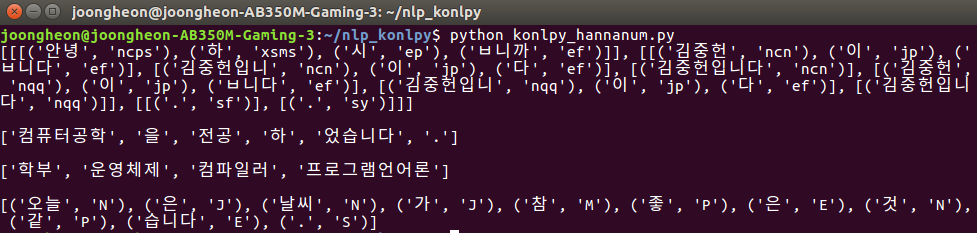 joongheon@joongheon-AB350M-Gaming-3: ~/nlp_konlpy
joongheon@joongheon-AB350M-Gaming-3:~/nlp_konlpy$ python konlpy_hannanum.py
[[[('안녕', 'ncps'), ('하', 'xsms'), ('시', 'ep'), ('ㅂ니까', 'ef')]], [[('김중헌', 'ncn'), ('이', 'jp'), ('
ㅂ니다', 'ef')], [('김중헌입니', 'ncn'), ('이', 'jp'), ('다', 'ef')], [('김중헌입니다', 'ncn')], [('김중헌',
'nqq'), ('이', 'jp'), ('ㅂ니다', 'ef')], [('김중헌입니', 'nqq'), ('이', 'jp'), ('다', 'ef')], [('김중헌입니
다', 'nqq')]], [[('.', 'sf')], [('.', 'sy')]]]
['컴퓨터공학', '을', '전공', '하', '었습니다', '.']
['학부', '운영체제', '컴파일러', '프로그램언어론']
[('오늘', 'N'), ('은', 'J'), ('날씨', 'N'), ('가', 'J'), ('참', 'M'), ('좋', 'P'), ('은', 'E'), ('것', 'N'),
('같', 'P'), ('습니다', 'E'), ('.', 'S')]